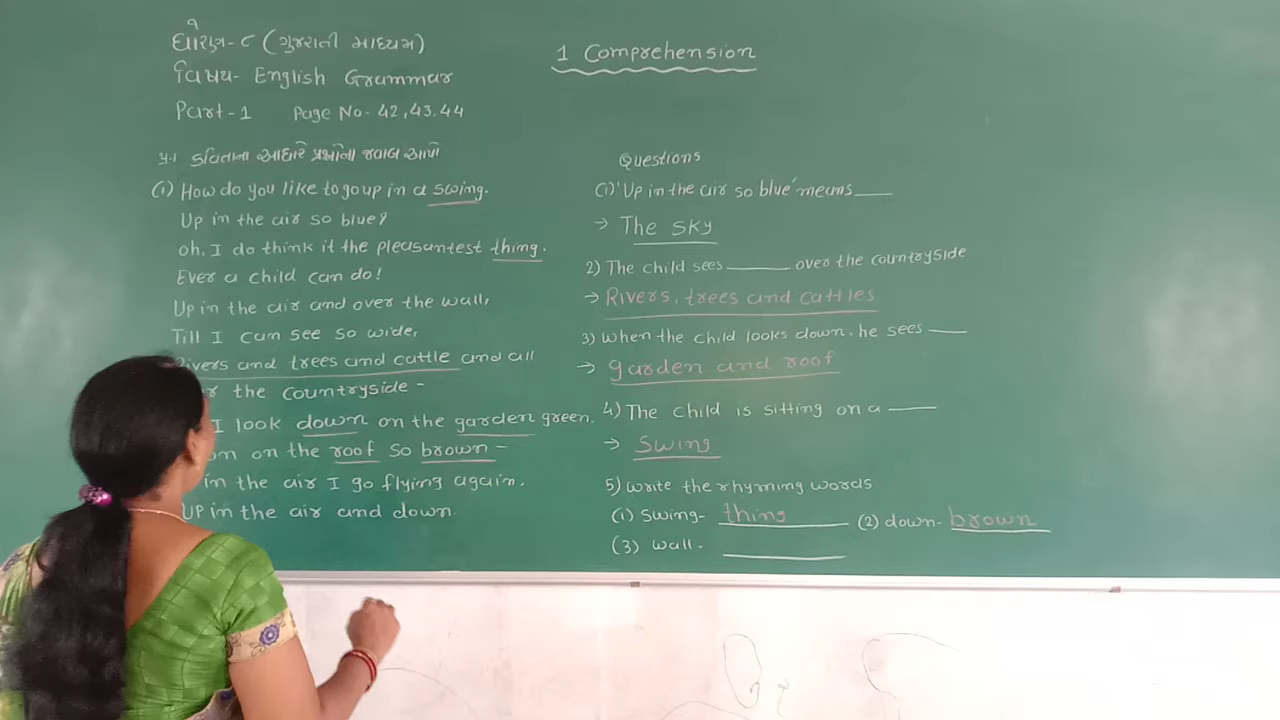 ધોરણ-૮ (ગુજરાતી માધ્યમ)
વિષય- English Grammar
Part-1 Page No- 42,43.44
1 Comprehension
પ્ર.૧ કવિતાના આધારે પ્રશ્નોના જવાબ આપો
(1) How do you like to go up in a swing.
Up in the air so blue?
oh, I do think it the pleasantest thing.
Ever a child can do!
Up in the air and over the wall,
Till I can see so wide,
Rivers and trees and cattle and all
the countryside -
I look down on the garden green.
on the roof so brown -
in the air I go flying again.
UP in the air and down.
Questions
(1) 'Up in the air so blue' means ____
→ The sky
2) The child sees ____ over the countryside
→ Rivers, trees and cattles
3) When the child looks down, he sees ____
→ garden and roof
4) The child is sitting on a ____
→ Swing
5) Write the rhyming words
(1) Swing- thing (2) down- brown
(3) wall- ____